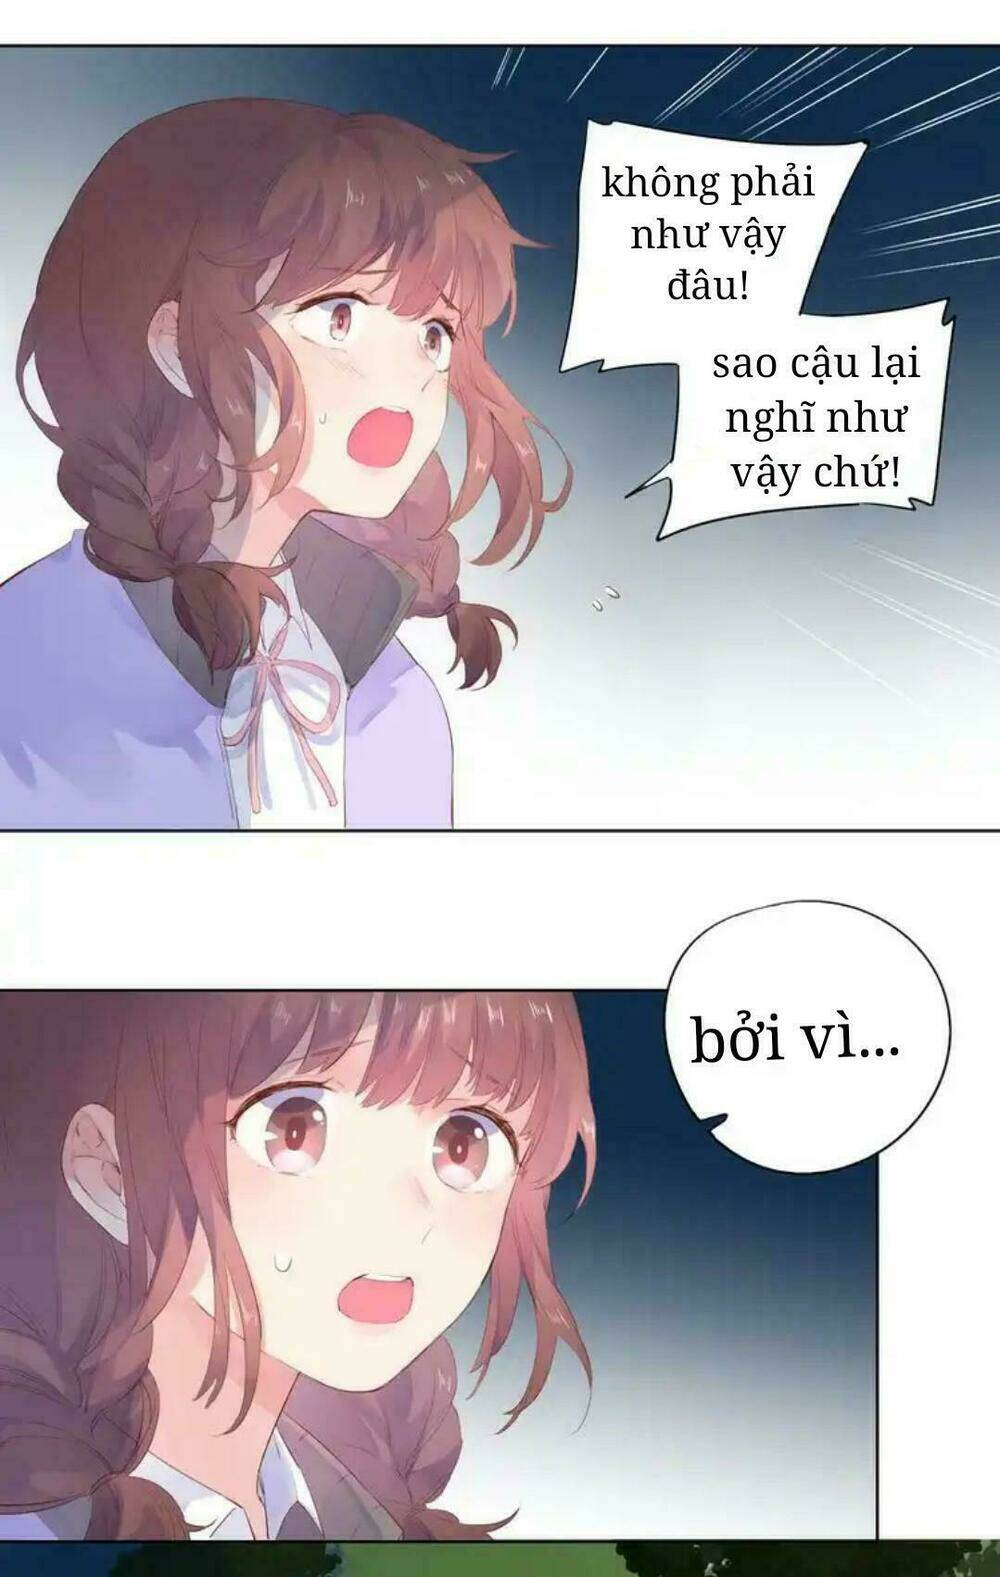 không phải
như vậy
đâu!
sao cậu lại
nghĩ như
vậy chứ!
bởi vì...